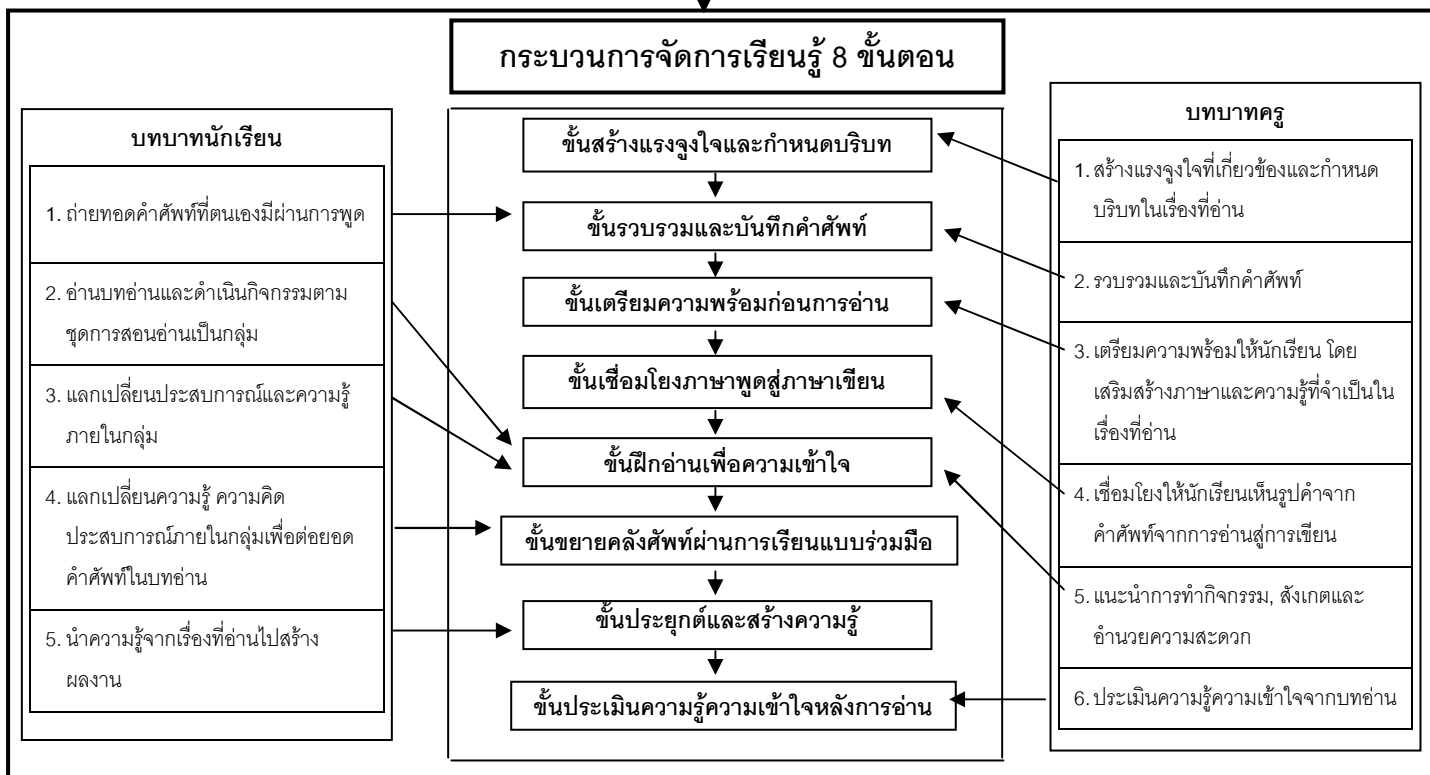 กระบวนการจัดการเรียนรู้ 8 ขั้นตอน
บทบาทนักเรียน
1. ถ่ายทอดคำศัพท์ที่ตนเองมีผ่านการพูด
2. อ่านบทอ่านและดำเนินกิจกรรมตาม
ชุดการสอนอ่านเป็นกลุ่ม
3. แลกเปลี่ยนประสบการณ์และความรู้
ภายในกลุ่ม
4. แลกเปลี่ยนความรู้ ความคิด
ประสบการณ์ภายในกลุ่มเพื่อต่อยอด
คำศัพท์ในบทอ่าน
5. นำความรู้จากเรื่องที่อ่านไปสร้าง
ผลงาน
ขั้นสร้างแรงจูงใจและกำหนดบริบท
ขั้นรวบรวมและบันทึกคำศัพท์
ขั้นเตรียมความพร้อมก่อนการอ่าน
ขั้นเชื่อมโยงภาษาพูดสู่ภาษาเขียน
ขั้นฝึกอ่านเพื่อความเข้าใจ
ขั้นขยายคลังศัพท์ผ่านการเรียนแบบร่วมมือ
ขั้นประยุกต์และสร้างความรู้
ขั้นประเมินความรู้ความเข้าใจหลังการอ่าน
บทบาทครู
1. สร้างแรงจูงใจที่เกี่ยวข้องและกำหนด
บริบทในเรื่องที่อ่าน
2. รวบรวมและบันทึกคำศัพท์
3. เตรียมความพร้อมให้นักเรียน โดย
เสริมสร้างภาษาและความรู้ที่จำเป็นใน
เรื่องที่อ่าน
4. เชื่อมโยงให้นักเรียนเห็นรูปคำจาก
คำศัพท์จากการอ่านสู่การเขียน
5. แนะนำการทำกิจกรรม, สังเกตและ
อำนวยความสะดวก
6. ประเมินความรู้ความเข้าใจจากบทอ่าน